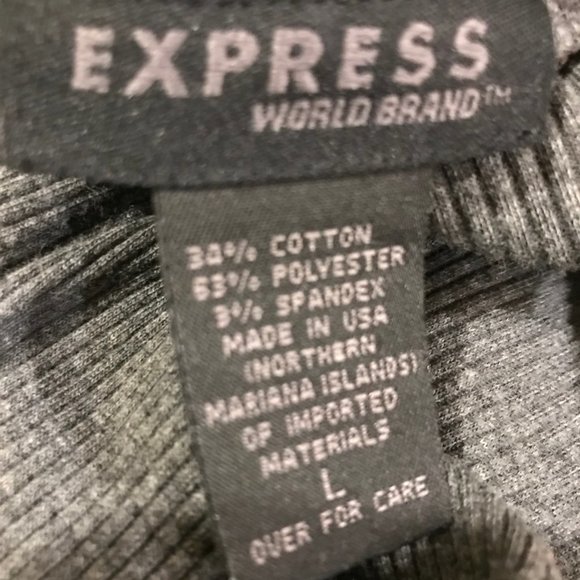 EXPRESS
WORLD BRAND™
34% COTTON
63% POLYESTER
3% SPANDEX
MADE IN USA
(NORTHERN
MARIANA ISLANDS)
OF IMPORTED
MATERIALS
L
OVER FOR CARE